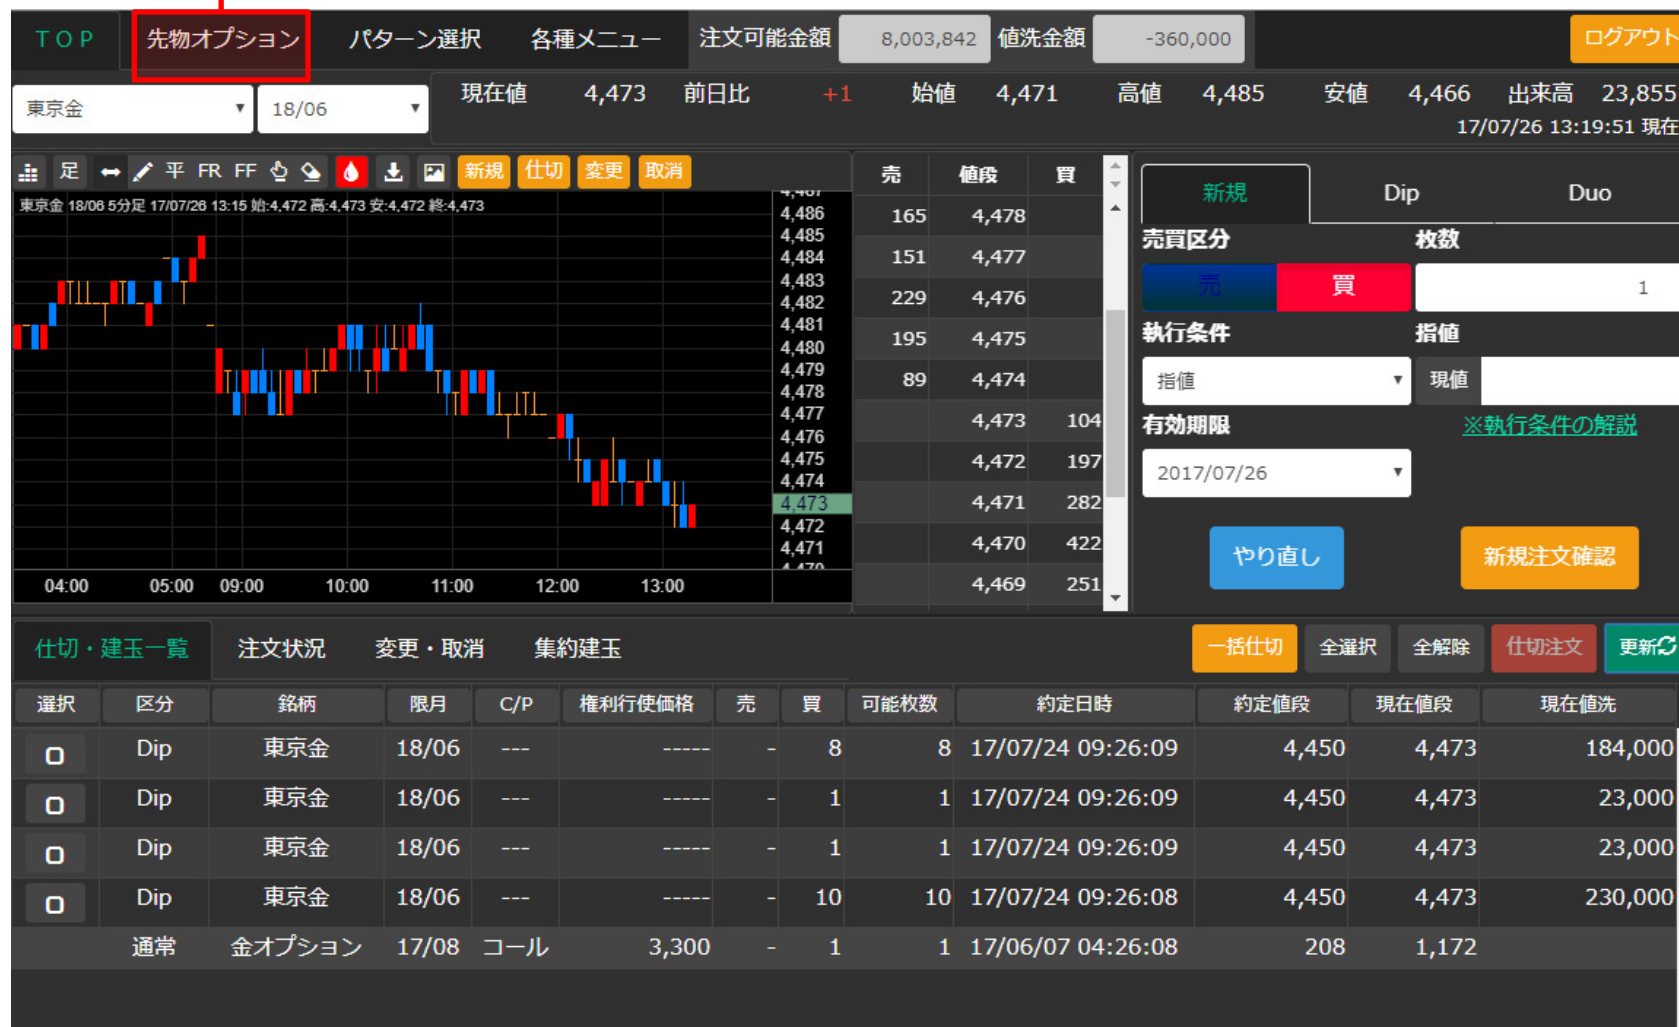 TOP 先物オプション パターン選択 各種メニュー 注文可能金額 8,003,842 値洗金額 -360,000 ログアウト
東京金 18/06 現在値 4,473 前日比 +1 始値 4,471 高値 4,485 安値 4,466 出来高 23,855
17/07/26 13:19:51 現在
足 平 FR FF 新規 仕切 変更 取消
東京金 18/06 5分足 17/07/26 13:15 始:4,472 高:4,473 安:4,472 終:4,473
4,487
4,486
4,485
4,484
4,483
4,482
4,481
4,480
4,479
4,478
4,477
4,476
4,475
4,474
4,473
4,472
4,471
4,470
04:00 05:00 09:00 10:00 11:00 12:00 13:00
売 値段 買
165 4,478
151 4,477
229 4,476
195 4,475
89 4,474
4,473 104
4,472 197
4,471 282
4,470 422
4,469 251
新規 Dip Duo
売買区分 枚数
売 買 1
執行条件 指値
指値 現値
有効期限 ※執行条件の解説
2017/07/26
やり直し 新規注文確認
仕切・建玉一覧 注文状況 変更・取消 集約建玉 一括仕切 全選択 全解除 仕切注文 更新
選択 区分 銘柄 限月 C/P 権利行使価格 売 買 可能枚数 約定日時 約定値段 現在値段 現在値洗
Dip 東京金 18/06 --- ----- - 8 8 17/07/24 09:26:09 4,450 4,473 184,000
Dip 東京金 18/06 --- ----- - 1 1 17/07/24 09:26:09 4,450 4,473 23,000
Dip 東京金 18/06 --- ----- - 1 1 17/07/24 09:26:09 4,450 4,473 23,000
Dip 東京金 18/06 --- ----- - 10 10 17/07/24 09:26:08 4,450 4,473 230,000
通常 金オプション 17/08 コール 3,300 - 1 1 17/06/07 04:26:08 208 1,172